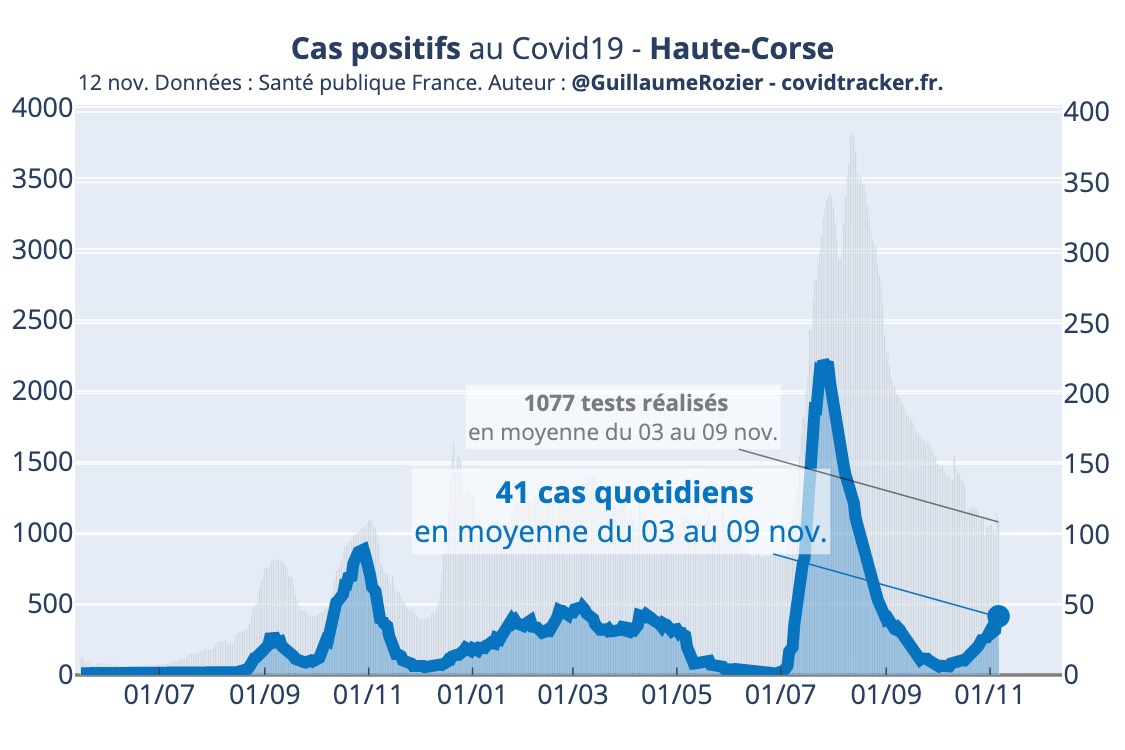 Cas positifs au Covid19 - Haute-Corse
12 nov. Données : Santé publique France. Auteur : @GuillaumeRozier - covidtracker.fr.
4000
3500
3000
2500
2000
1500
1000
500
0
400
350
300
250
200
150
100
50
0
1077 tests réalisés
en moyenne du 03 au 09 nov.
41 cas quotidiens
en moyenne du 03 au 09 nov.
01/07 01/09 01/11 01/01 01/03 01/05 01/07 01/09 01/11